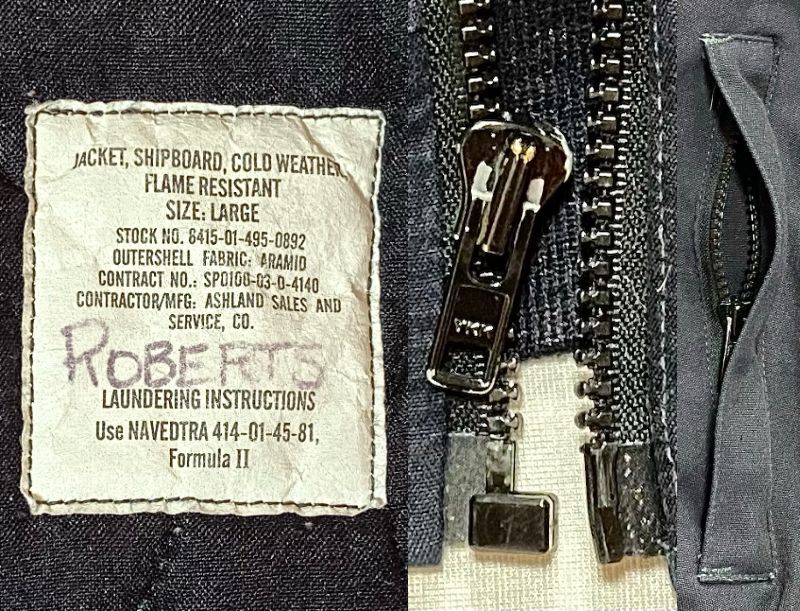 JACKET, SHIPBOARD, COLD WEATHER,
FLAME RESISTANT
SIZE: LARGE
STOCK NO. 8415-01-495-0892
OUTERSHELL FABRIC: ARAMID
CONTRACT NO.: SPO100-03-D-4140
CONTRACTOR/MFG: ASHLAND SALES AND
SERVICE, CO.
ROBERTS
LAUNDERING INSTRUCTIONS
Use NAVEDTRA 414-01-45-81,
Formula II
YKK